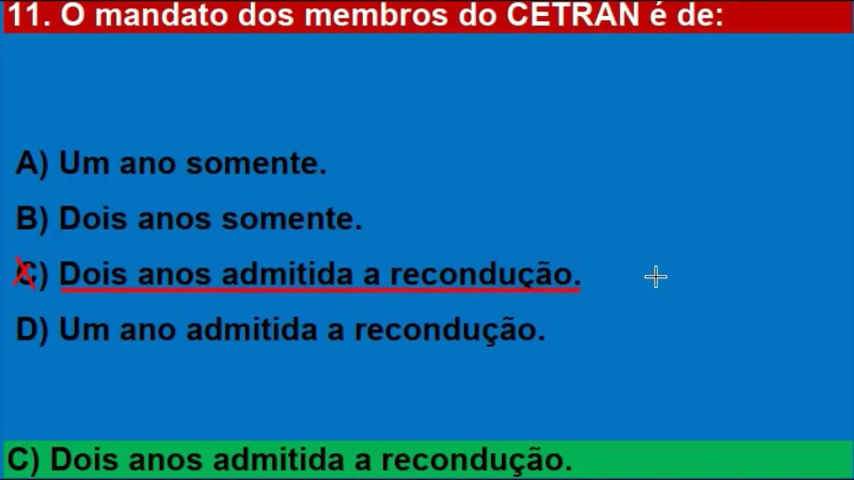 11. O mandato dos membros do CETRAN é de:
A) Um ano somente.
B) Dois anos somente.
C) Dois anos admitida a recondução.
D) Um ano admitida a recondução.
C) Dois anos admitida a recondução.